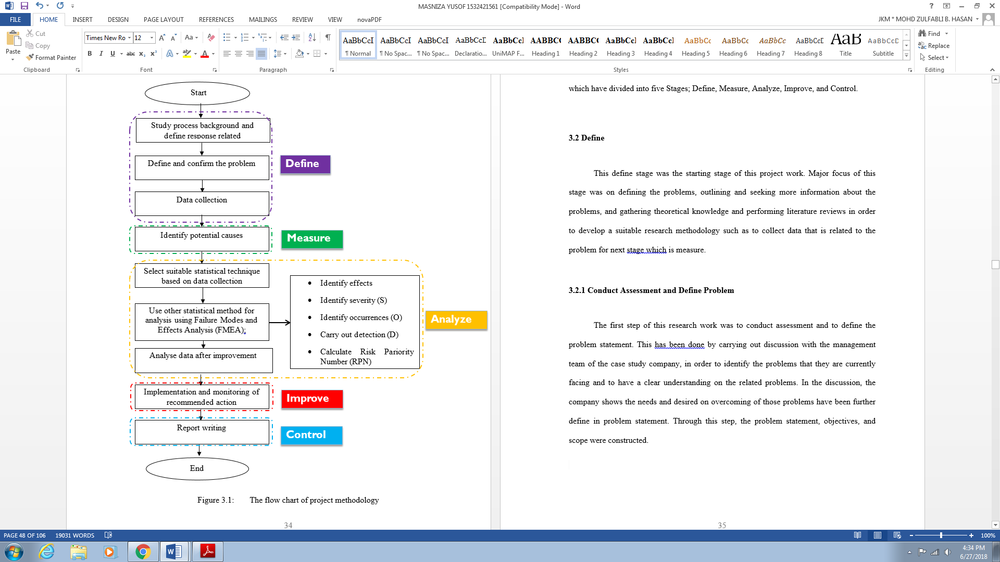 MASNIZA YUSOF 1532421561 [Compatibility Mode] - Word
FILE HOME INSERT DESIGN PAGE LAYOUT REFERENCES MAILINGS REVIEW VIEW novaPDF
JKM * MOHD ZULFABLI B. HASAN
Paste
Cut
Copy
Format Painter
Clipboard
Times New Ro 12
Font
Paragraph
AaBbCcI AaBbCcI AaBbCcI AaBbCcD AaBbCc] AABBC( AABBC( AaBbCc] AaBbCc] AaBbCc AaBbCc AaBbCc AaBbCcD AaB AaBbCcD
¶ Normal ¶ No Spac... ¶ No Spac... Declaratio... UniMAP F... Heading 1 Heading 2 Heading 3 Heading 4 Heading 5 Heading 6 Heading 7 Heading 8 Title Subtitle
Styles
Find
Replace
Select
Editing
Start
Study process background and
define response related
Define and confirm the problem
Data collection
Define
Identify potential causes
Measure
Select suitable statistical technique
based on data collection
Use other statistical method for
analysis using Failure Modes and
Effects Analysis (FMEA);
Analyse data after improvement
• Identify effects
• Identify severity (S)
• Identify occurrences (O)
• Carry out detection (D)
• Calculate Risk Pariority
Number (RPN)
Analyze
Implementation and monitoring of
recommended action
Improve
Report writing
Control
End
Figure 3.1: The flow chart of project methodology
34
which have divided into five Stages; Define, Measure, Analyze, Improve, and Control.
3.2 Define
This define stage was the starting stage of this project work. Major focus of this
stage was on defining the problems, outlining and seeking more information about the
problems, and gathering theoretical knowledge and performing literature reviews in order
to develop a suitable research methodology such as to collect data that is related to the
problem for next stage which is measure.
3.2.1 Conduct Assessment and Define Problem
The first step of this research work was to conduct assessment and to define the
problem statement. This has been done by carrying out discussion with the management
team of the case study company, in order to identify the problems that they are currently
facing and to have a clear understanding on the related problems. In the discussion, the
company shows the needs and desired on overcoming of those problems have been further
define in problem statement. Through this step, the problem statement, objectives, and
scope were constructed.
35
PAGE 48 OF 106 19031 WORDS
100%
4:34 PM
6/27/2018